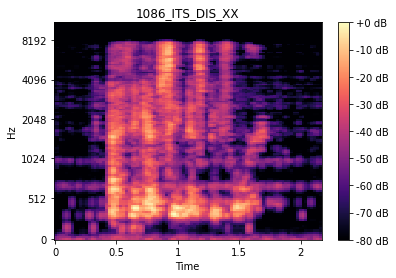 1086_ITS_DIS_XX
+0 dB
8192
-10 dB
4096
-20 dB
-30 dB
2048
Hz
-40 dB
1024
-50 dB
512
-60 dB
-70 dB
0
-80 dB
0
0.5
1
1.5
2
Time